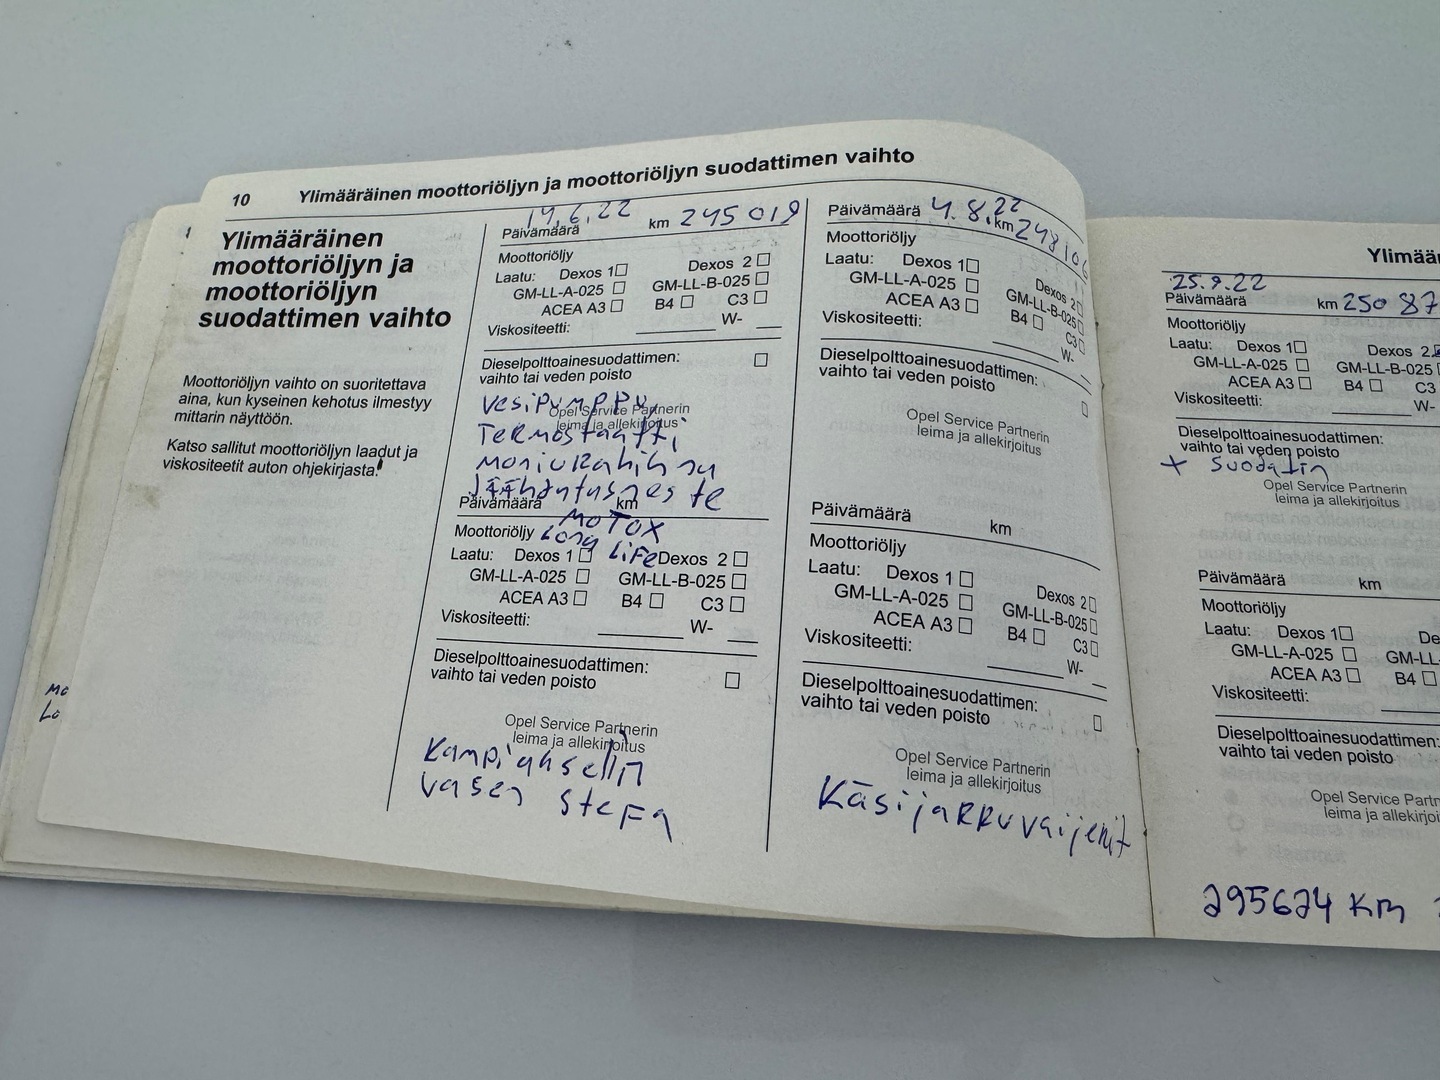 10 Ylimääräinen moottoriöljyn ja moottoriöljyn suodattimen vaihto
Ylimääräinen
moottoriöljyn ja
moottoriöljyn
suodattimen vaihto
Moottoriöljyn vaihto on suoritettava
aina, kun kyseinen kehotus ilmestyy
mittarin näyttöön.
Katso sallitut moottoriöljyn laadut ja
viskositeetit auton ohjekirjasta.
Mo
Lo
14.6.22 245019
Päivämäärä km
Moottoriöljy
Laatu: Dexos 1 Dexos 2
GM-LL-A-025 GM-LL-B-025
ACEA A3 B4 C3
Viskositeetti: W-
Dieselpolttoainesuodattimen:
vaihto tai veden poisto
Vesipumppu
Opel Service Partnerin
leima ja allekirjoitus
Termostaatti
moniurahihna
Jäähdytysneste
Päivämäärä km
MOTOX
Moottoriöljy Long Life
Laatu: Dexos 1 Dexos 2
GM-LL-A-025 GM-LL-B-025
ACEA A3 B4 C3
Viskositeetti: W-
Dieselpolttoainesuodattimen:
vaihto tai veden poisto
Opel Service Partnerin
leima ja allekirjoitus
Kampiakselin
vasen stefa
Päivämäärä 4.8.22 km 248106
Moottoriöljy
Laatu: Dexos 1 Dexos 2
GM-LL-A-025 GM-LL-B-025
ACEA A3 B4 C3
Viskositeetti: W-
Dieselpolttoainesuodattimen:
vaihto tai veden poisto
Opel Service Partnerin
leima ja allekirjoitus
Päivämäärä km
Moottoriöljy
Laatu: Dexos 1 Dexos 2
GM-LL-A-025 GM-LL-B-025
ACEA A3 B4 C3
Viskositeetti: W-
Dieselpolttoainesuodattimen:
vaihto tai veden poisto
Opel Service Partnerin
leima ja allekirjoitus
Käsijarruvaijerit
Ylimäär
25.9.22
Päivämäärä km 25087
Moottoriöljy
Laatu: Dexos 1 Dexos 2
GM-LL-A-025 GM-LL-B-025
ACEA A3 B4 C3
Viskositeetti: W-
Dieselpolttoainesuodattimen:
vaihto tai veden poisto
+ suodatin
Opel Service Partnerin
leima ja allekirjoitus
Päivämäärä km
Moottoriöljy
Laatu: Dexos 1 De
GM-LL-A-025 GM-LL
ACEA A3 B4
Viskositeetti:
Dieselpolttoainesuodattimen:
vaihto tai veden poisto
Opel Service Partn
leima ja allekirjoi
295624 KM